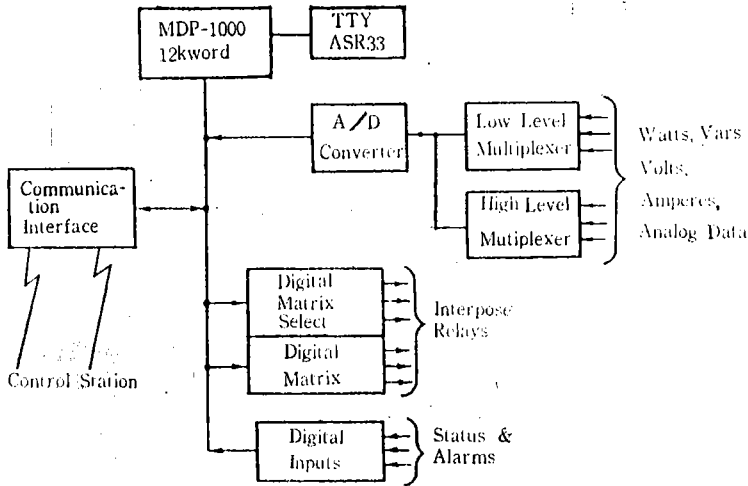 MDP-1000
12kword
TTY
ASR33
A/D
Converter
Low Level
Multiplexer
High Level
Mutiplexer
Watts, Vars
Volts,
Amperes,
Analog Data
Communica-
tion
Interface
Control Station
Digital
Matrix
Select
Digital
Matrix
Interpose
Relays
Digital
Inputs
Status &
Alarms